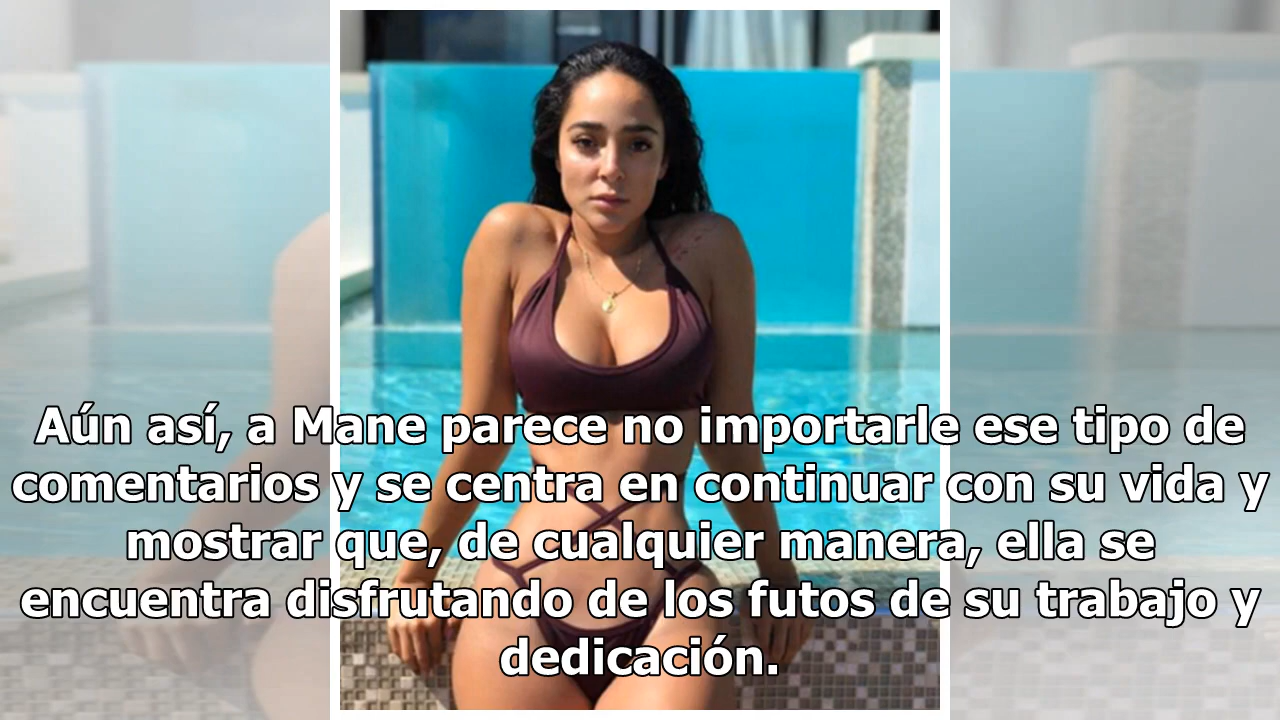 Aún así, a Mane parece no importarle ese tipo de
comentarios y se centra en continuar con su vida y
mostrar que, de cualquier manera, ella se
encuentra disfrutando de los futos de su trabajo y
dedicación.